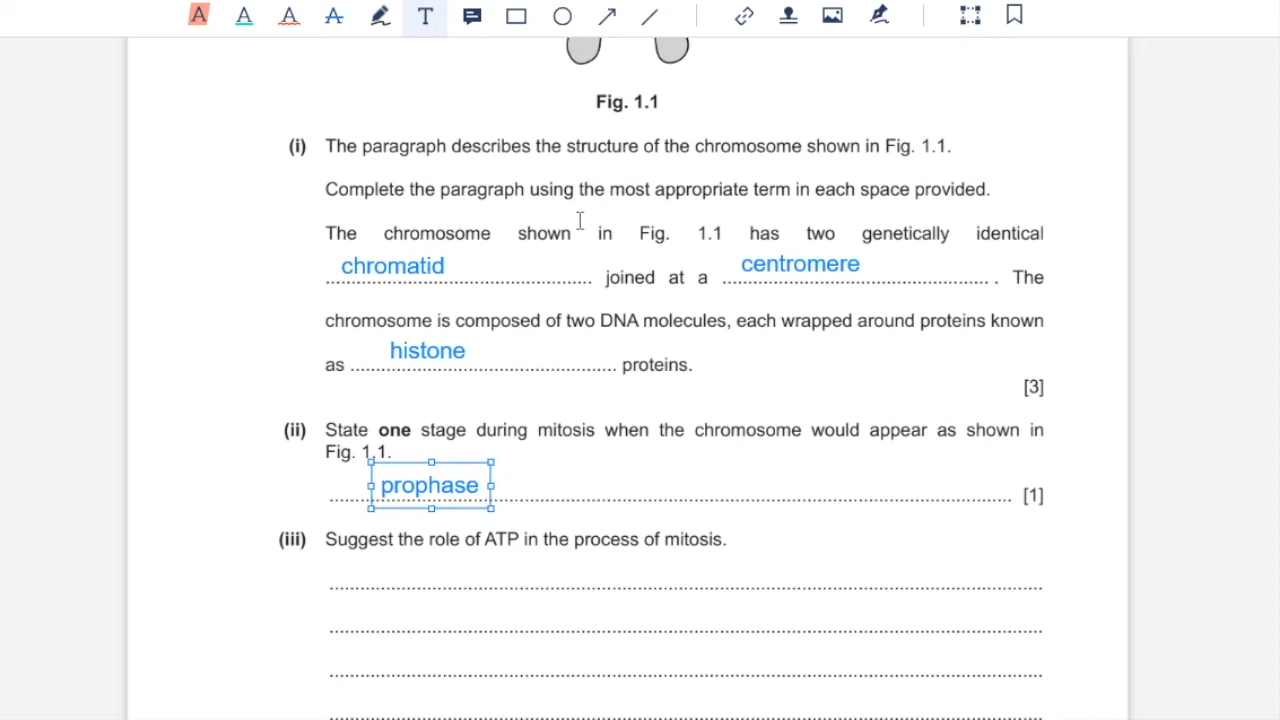 A A A A T
Fig. 1.1
(i) The paragraph describes the structure of the chromosome shown in Fig. 1.1.
Complete the paragraph using the most appropriate term in each space provided.
The chromosome shown in Fig. 1.1 has two genetically identical
chromatid joined at a centromere . The
chromosome is composed of two DNA molecules, each wrapped around proteins known
as histone proteins.
[3]
(ii) State one stage during mitosis when the chromosome would appear as shown in
Fig. 1.1.
prophase [1]
(iii) Suggest the role of ATP in the process of mitosis.